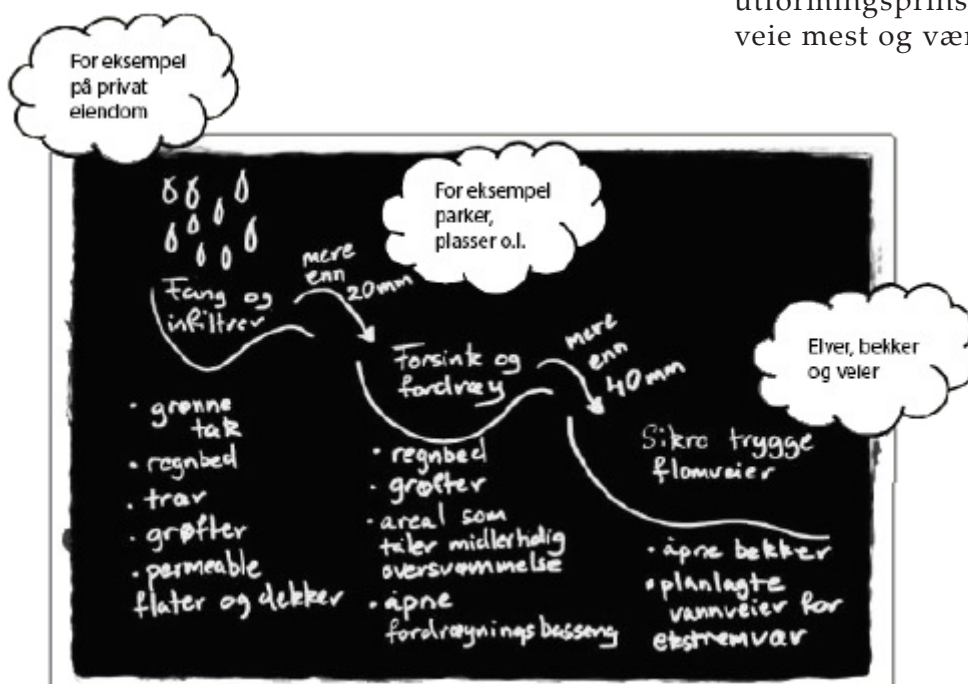 utformingsprins
veie mest og vær
For eksempel
på privat
eiendom
For eksempel
parker,
plasser o.l.
Elver, bekker
og veier
Fang og
infiltrer
mere
enn
20mm
Forsink og
fordrøy
mere
enn
40mm
Sikre trygge
flomveier
• grønne
tak
• regnbed
• trær
• grøfter
• permeable
flater og dekker
• regnbed
• grøfter
• areal som
tåler midlertidig
oversvømmelse
• åpne
fordrøyningsbasseng
• åpne bekker
• planlagte
vannveier for
ekstremvær